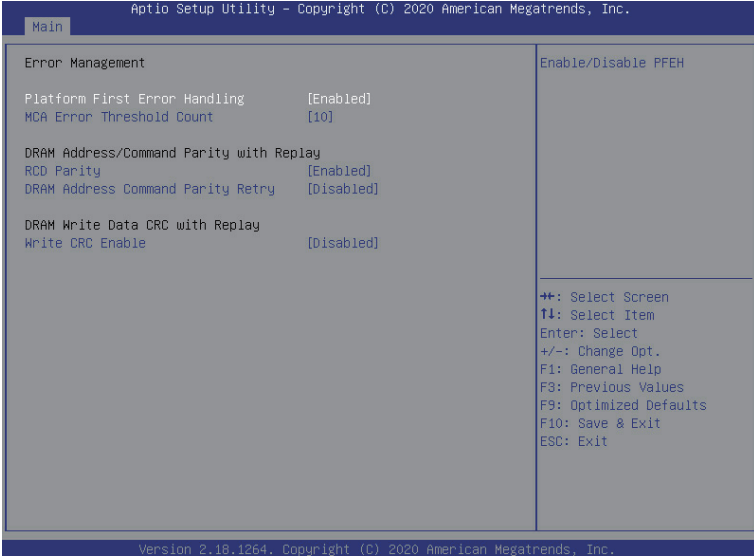 Aptio Setup Utility – Copyright (C) 2020 American Megatrends, Inc.
Main
Error Management
Platform First Error Handling [Enabled]
MCA Error Threshold Count [10]
DRAM Address/Command Parity with Replay
RCD Parity [Enabled]
DRAM Address Command Parity Retry [Disabled]
DRAM Write Data CRC with Replay
Write CRC Enable [Disabled]
Enable/Disable PFEH
→←: Select Screen
↑↓: Select Item
Enter: Select
+/-: Change Opt.
F1: General Help
F3: Previous Values
F9: Optimized Defaults
F10: Save & Exit
ESC: Exit
Version 2.18.1264. Copyright (C) 2020 American Megatrends, Inc.